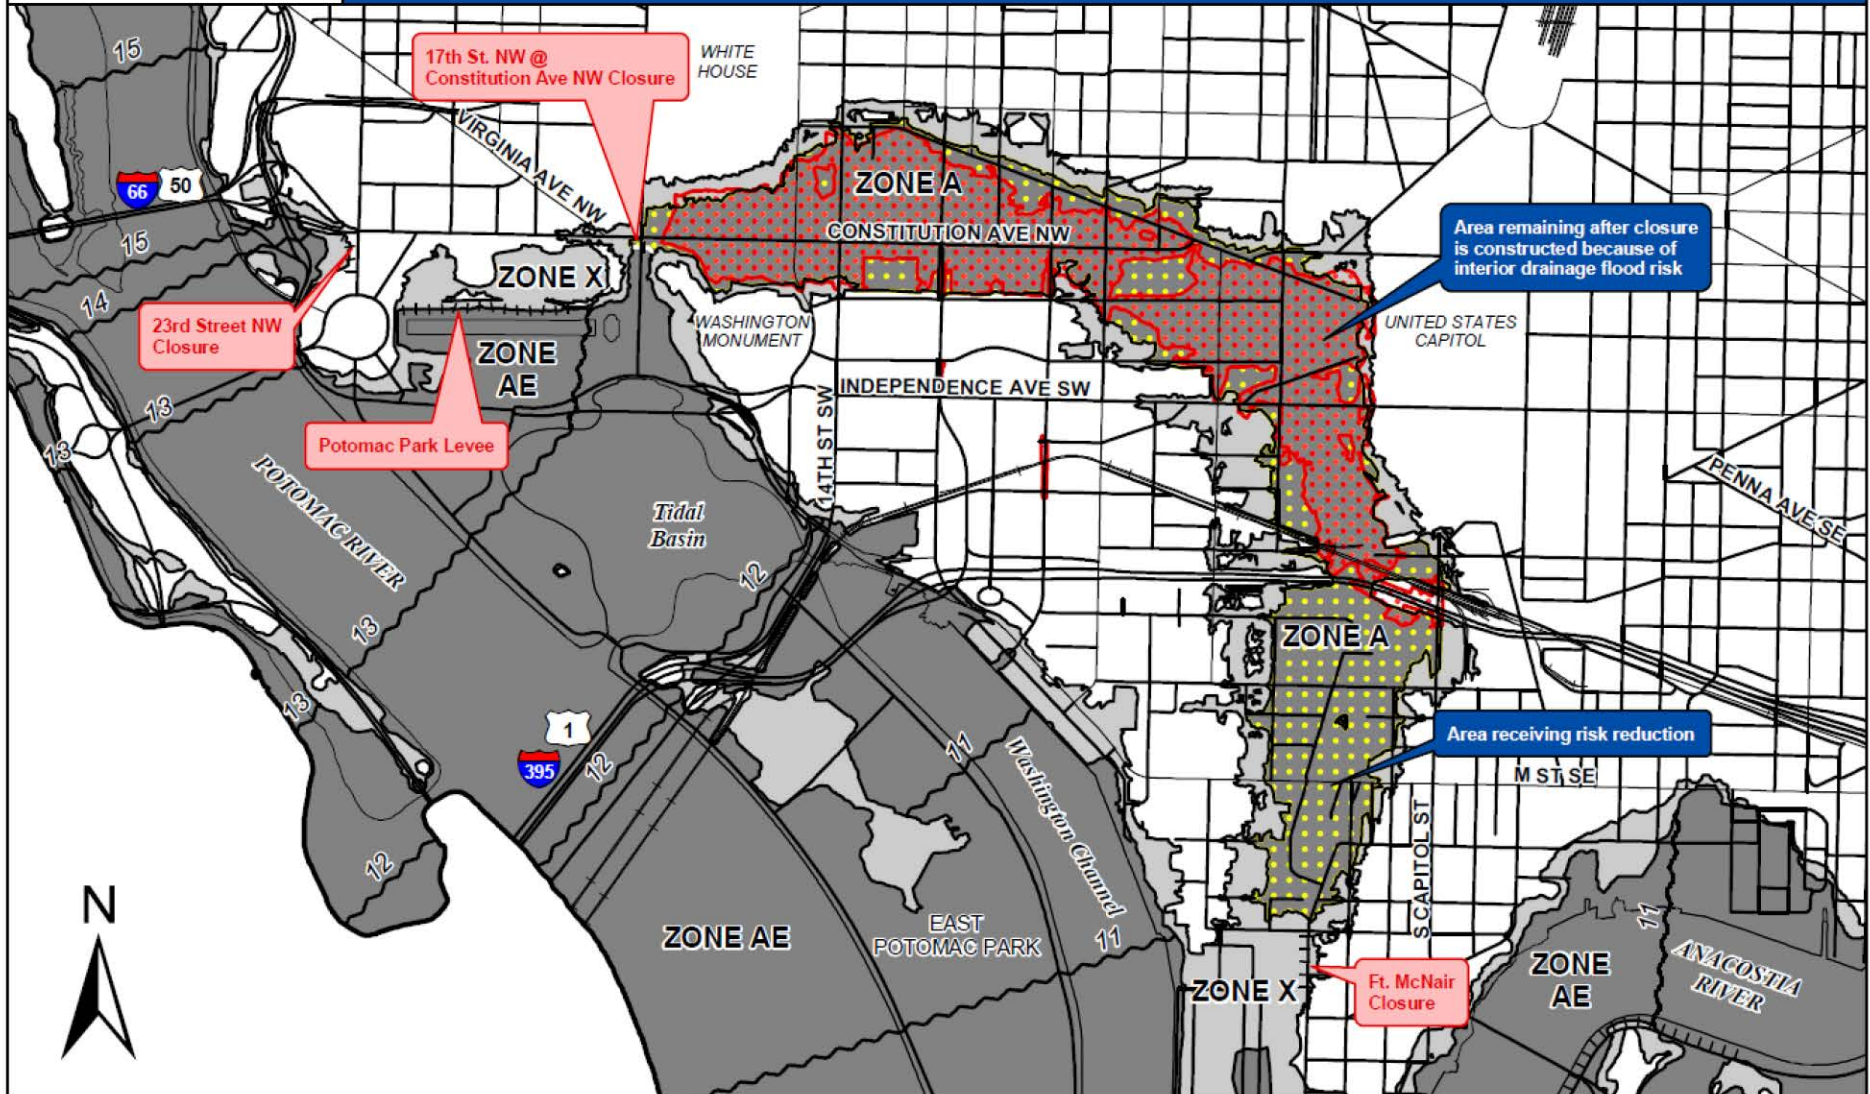 15
17th St. NW @
Constitution Ave NW Closure
WHITE
HOUSE
VIRGINIA AVE NW
66
50
ZONE A
CONSTITUTION AVE NW
Area remaining after closure
is constructed because of
interior drainage flood risk
15
ZONE X
14
23rd Street NW
Closure
WASHINGTON
MONUMENT
UNITED STATES
CAPITOL
ZONE
AE
INDEPENDENCE AVE SW
14TH ST SW
13
13
Potomac Park Levee
POTOMAC RIVER
Tidal
Basin
12
PENNA AVE SE
13
ZONE A
13
1
395
12
11
Washington Channel
Area receiving risk reduction
M ST SE
S CAPITOL ST
12
N
ZONE AE
EAST
POTOMAC PARK
11
11
ZONE X
Ft. McNair
Closure
ZONE
AE
ANACOSTIA
RIVER